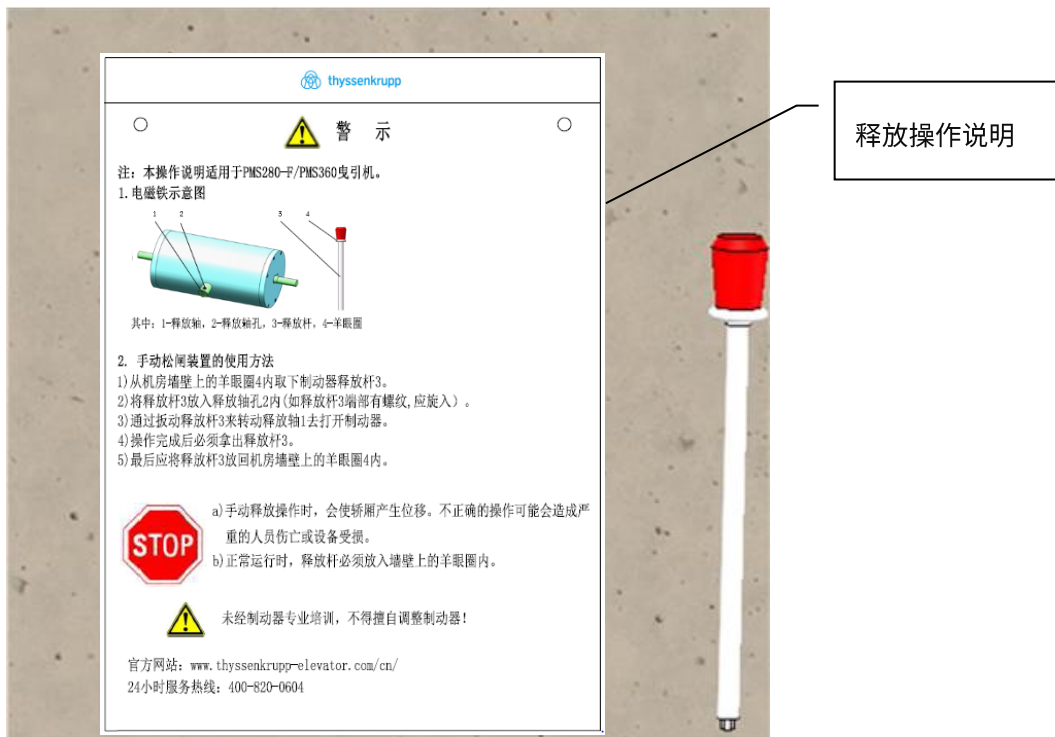 thyssenkrupp
警 示
注: 本操作说明适用于PMS280-F/PMS360曳引机。
1.电磁铁示意图
1 2 3 4
其中: 1-释放轴, 2-释放轴孔, 3-释放杆, 4-羊眼圈
2. 手动松闸装置的使用方法
1)从机房墙壁上的羊眼圈4内取下制动器释放杆3。
2)将释放杆3放入释放轴孔2内(如释放杆3端部有螺纹,应旋入）。
3)通过扳动释放杆3来转动释放轴1去打开制动器。
4)操作完成后必须拿出释放杆3。
5)最后应将释放杆3放回机房墙壁上的羊眼圈4内。
STOP
a)手动释放操作时，会使轿厢产生位移。不正确的操作可能会造成严
重的人员伤亡或设备受损。
b)正常运行时，释放杆必须放入墙壁上的羊眼圈内。
未经制动器专业培训，不得擅自调整制动器!
官方网站: www.thyssenkrupp-elevator.com/cn/
24小时服务热线: 400-820-0604
释放操作说明